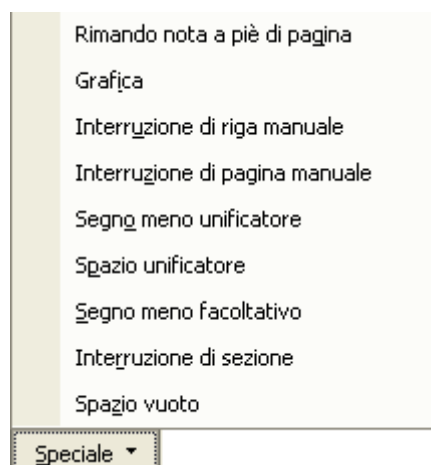 Rimando nota a piè di pagina
Grafica
Interruzione di riga manuale
Interruzione di pagina manuale
Segno meno unificatore
Spazio unificatore
Segno meno facoltativo
Interruzione di sezione
Spazio vuoto
Speciale